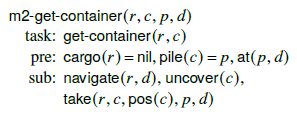 m2-get-container(r, c, p, d)
task: get-container(r, c)
pre: cargo(r) = nil, pile(c) = p, at(p, d)
sub: navigate(r, d), uncover(c),
take(r, c, pos(c), p, d)